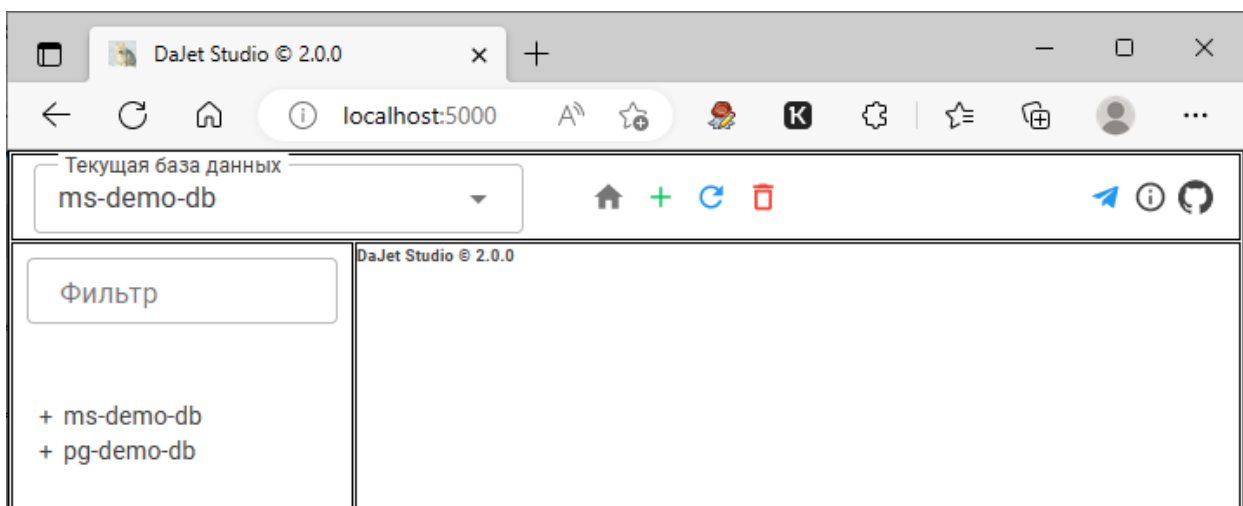 DaJet Studio © 2.0.0
localhost:5000
Текущая база данных
ms-demo-db
DaJet Studio © 2.0.0
Фильтр
+ ms-demo-db
+ pg-demo-db